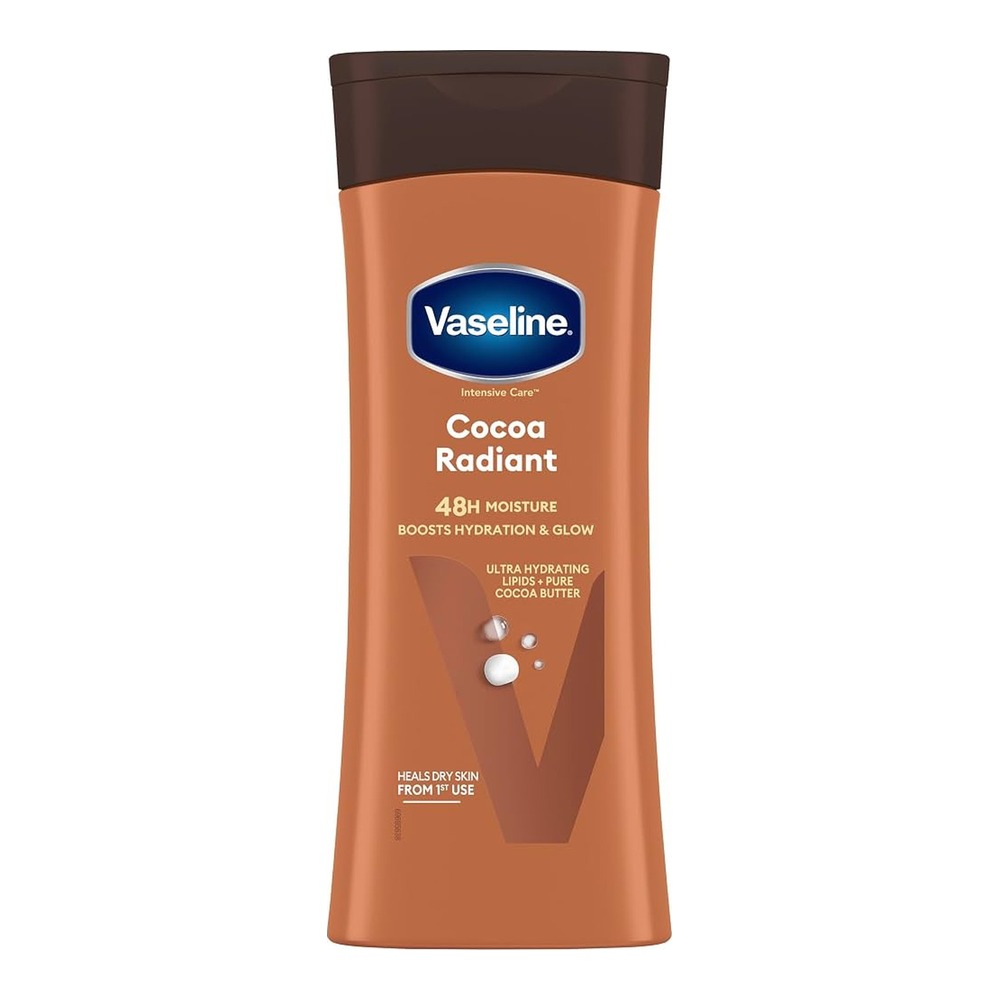 Vaseline®
Intensive Care™
Cocoa
Radiant
48H MOISTURE
BOOSTS HYDRATION & GLOW
ULTRA HYDRATING
LIPIDS + PURE
COCOA BUTTER
HEALS DRY SKIN
FROM 1ST USE